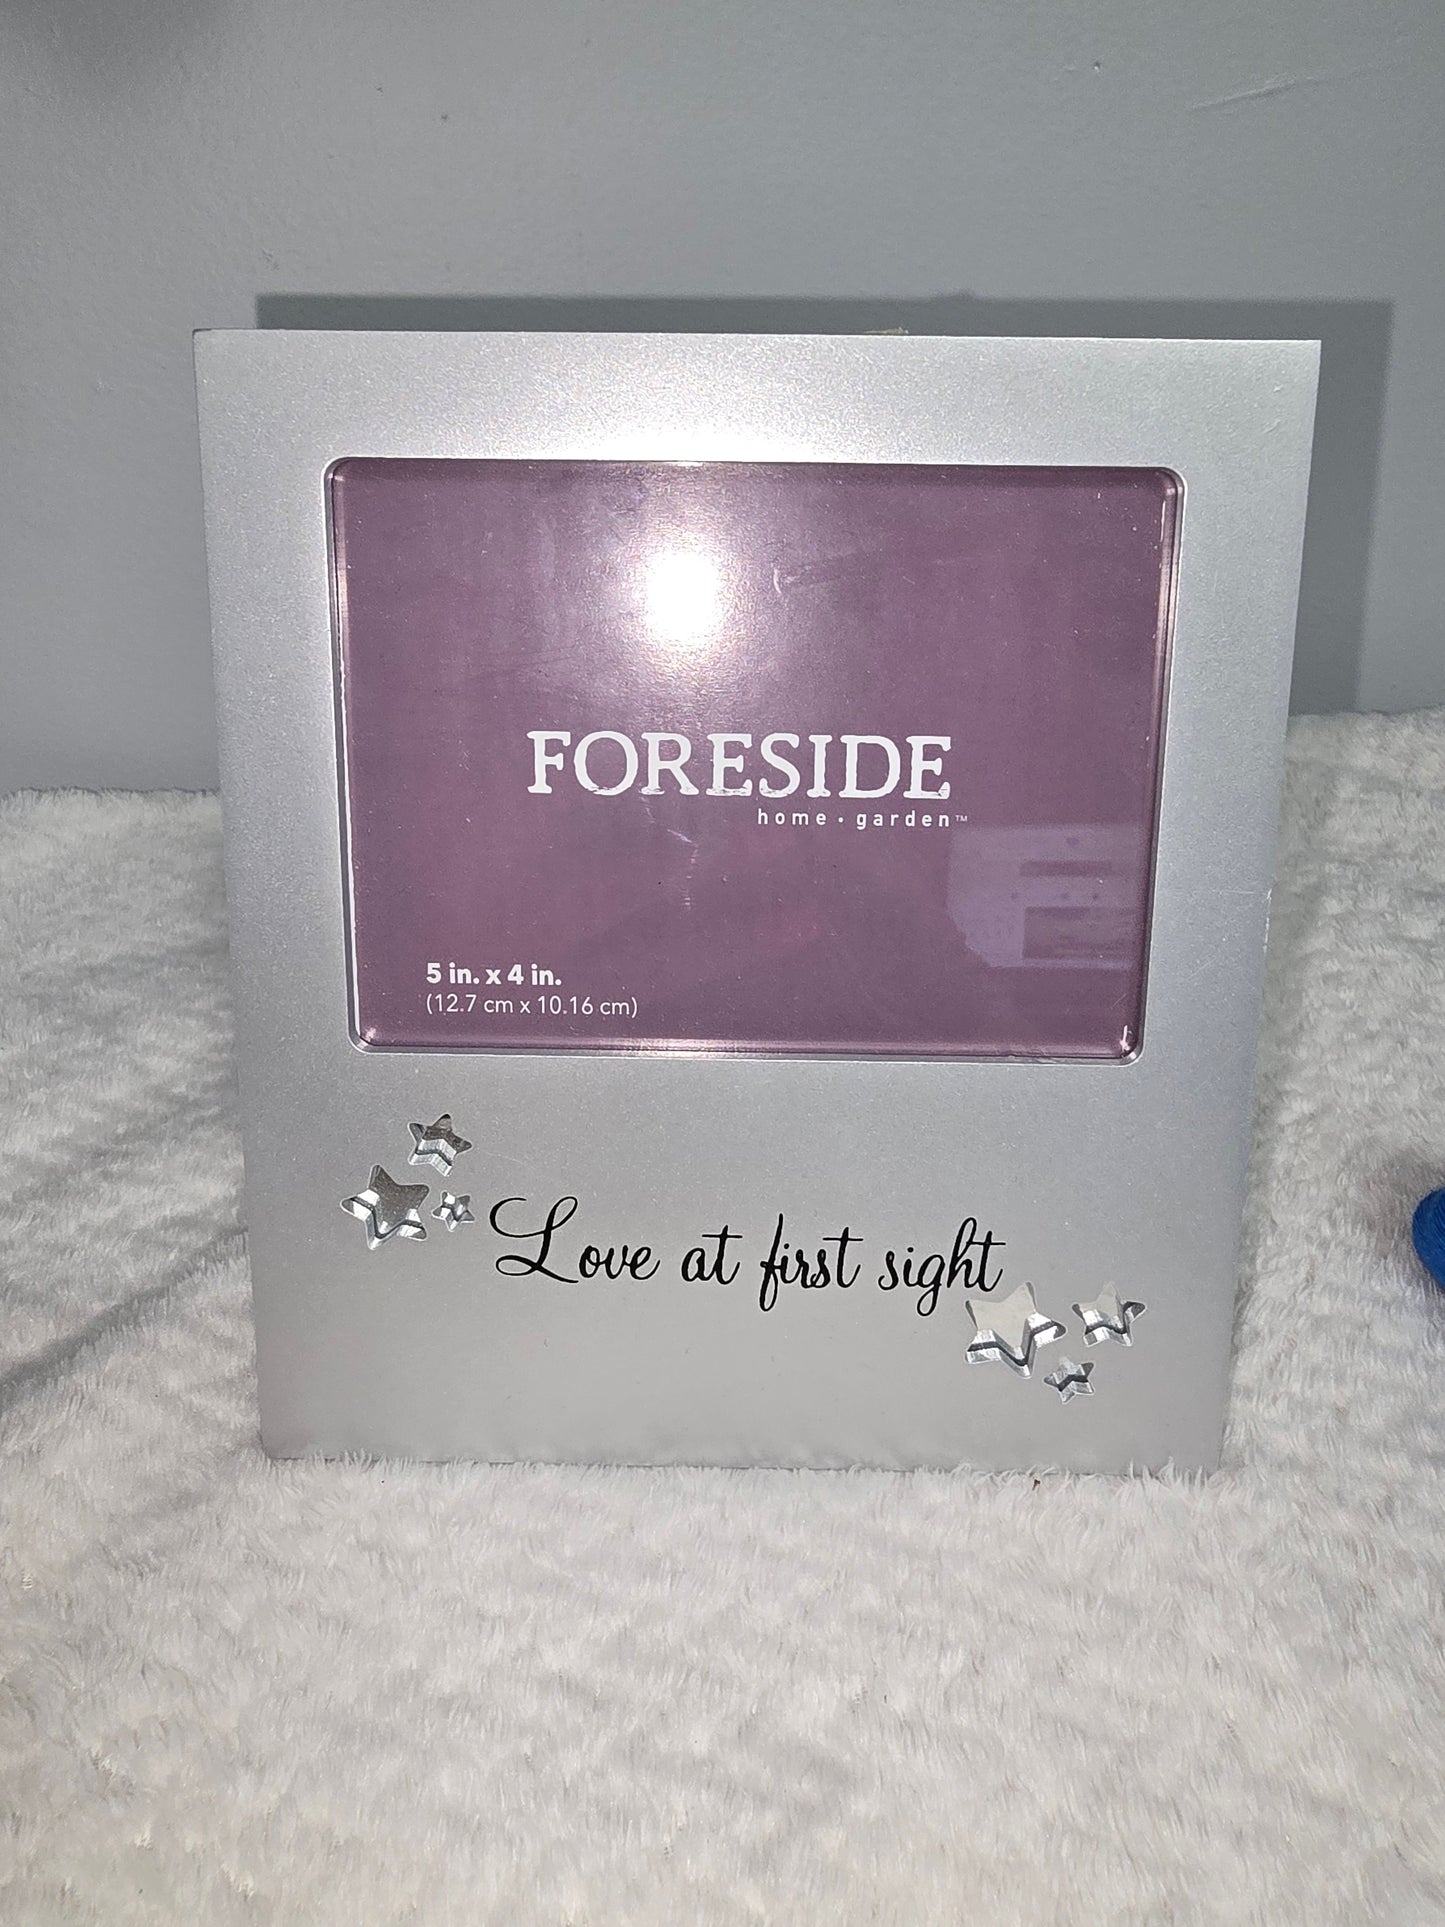 FORESIDE
home • garden™
5 in. x 4 in.
(12.7 cm x 10.16 cm)
Love at first sight